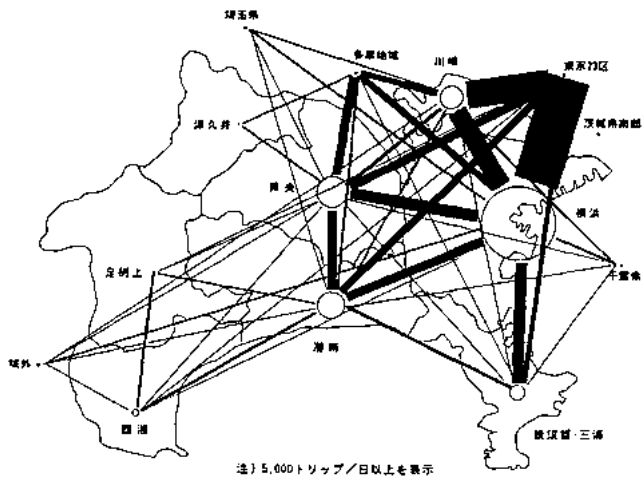 埼玉県
多摩地域
川崎
東京23区
茨城県南部
津久井
県央
横浜
足柄上
千葉県
域外
湘南
西湘
横須賀・三浦
注) 5,000トリップ/日以上を表示